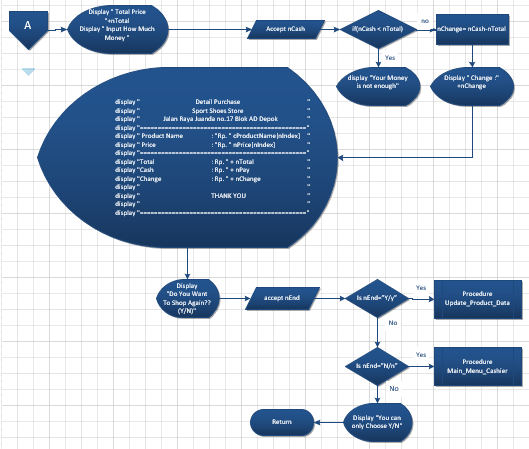 A
Display " Total Price
"+nTotal
Display " Input How Much
Money "
Accept nCash
if(nCash < nTotal)
no
nChange= nCash-nTotal
Yes
display "Your Money
is not enough"
Display " Change :"
+nChange
display " Detail Purchase "
display " Sport Shoes Store "
display " Jalan Raya Juanda no.17 Blok AD Depok "
display "=============================================="
display " Product Name : "Rp. " cProductName[nIndex]
display " Price : "Rp. " nPrice[nIndex]
display "=============================================="
display "Total : Rp. " + nTotal
display "Cash : Rp. " + nPay
display "Change : Rp. " + nChange
display " "
display " THANK YOU "
display " "
display "=============================================="
Display
"Do You Want
To Shop Again??
(Y/N)"
accept nEnd
Is nEnd="Y/y"
Yes
Procedure
Update_Product_Data
No
Is nEnd="N/n"
Yes
Procedure
Main_Menu_Cashier
No
Display "You can
only Choose Y/N"
Return